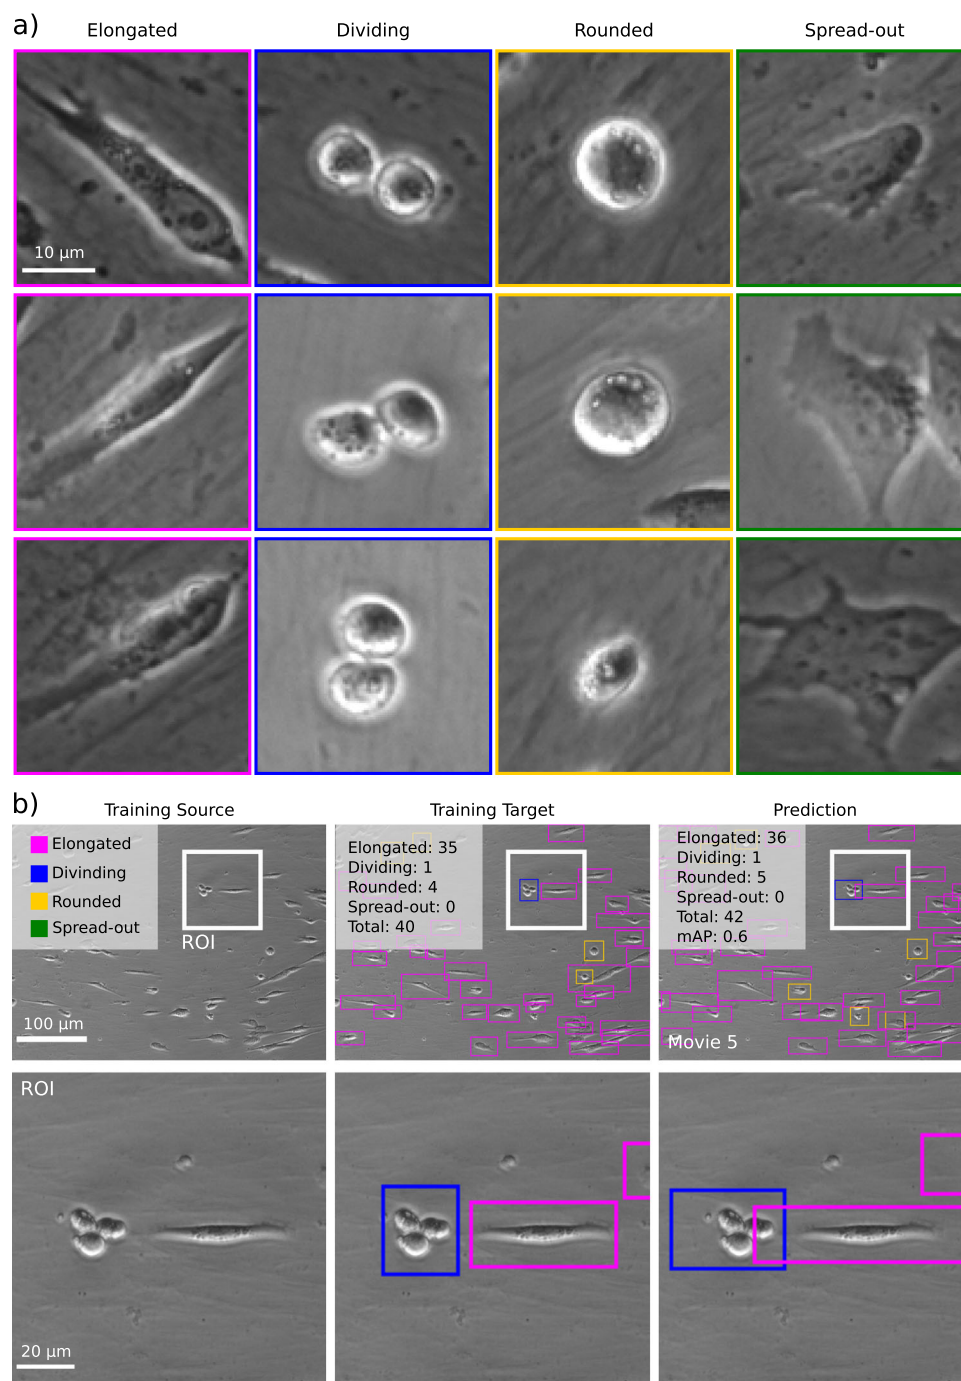 a)
Elongated
Dividing
Rounded
Spread-out
10 μm
b)
Training Source
Training Target
Prediction
Elongated
Divinding
Rounded
Spread-out
ROI
100 μm
Elongated: 35
Dividing: 1
Rounded: 4
Spread-out: 0
Total: 40
Elongated: 36
Dividing: 1
Rounded: 5
Spread-out: 0
Total: 42
mAP: 0.6
Movie 5
ROI
20 μm